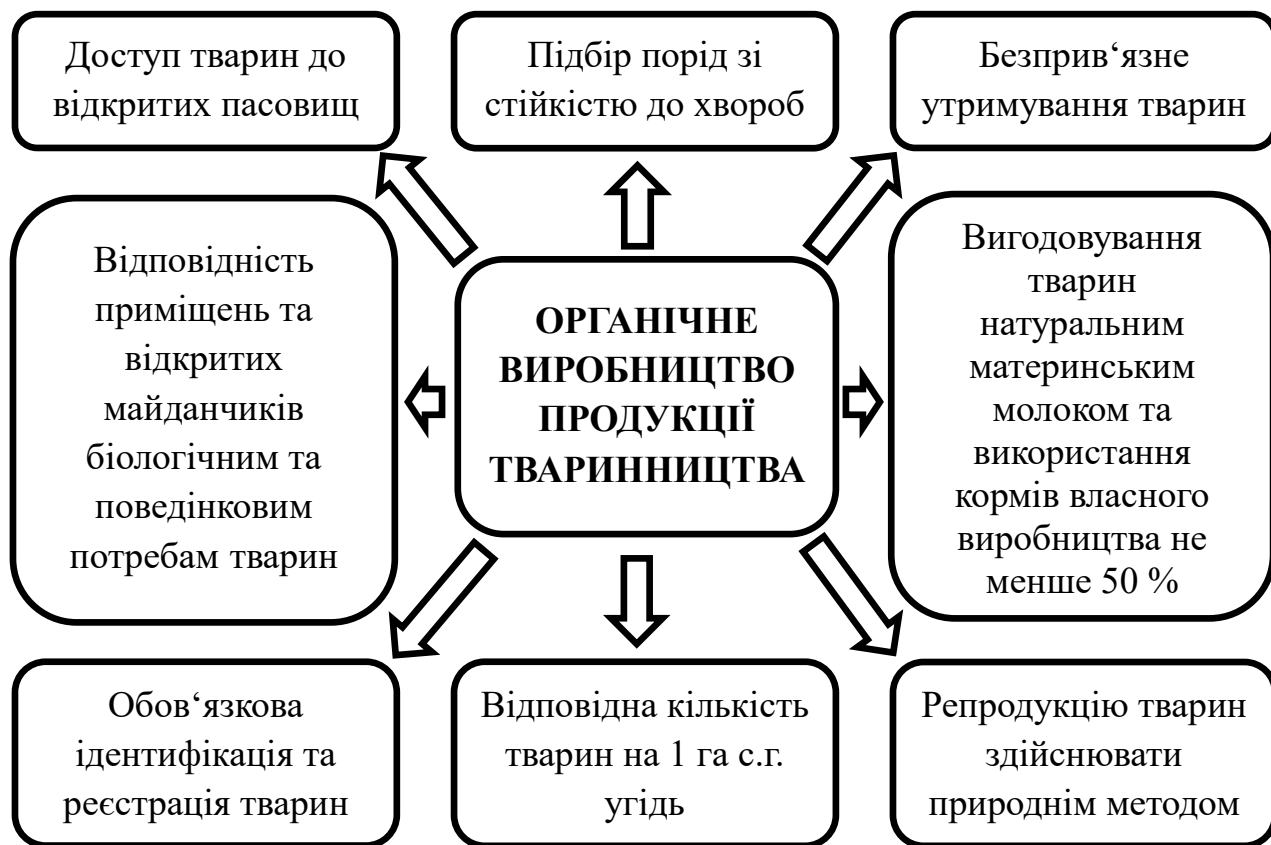 Доступ тварин до
відкритих пасовищ
Підбір порід зі
стійкістю до хвороб
Безприв‘язне
утримування тварин
Відповідність
приміщень та
відкритих
майданчиків
біологічним та
поведінковим
потребам тварин
ОРГАНІЧНЕ
ВИРОБНИЦТВО
ПРОДУКЦІЇ
ТВАРИННИЦТВА
Вигодовування
тварин
натуральним
материнським
молоком та
використання
кормів власного
виробництва не
менше 50 %
Обов‘язкова
ідентифікація та
реєстрація тварин
Відповідна кількість
тварин на 1 га с.г.
угідь
Репродукцію тварин
здійснювати
природнім методом